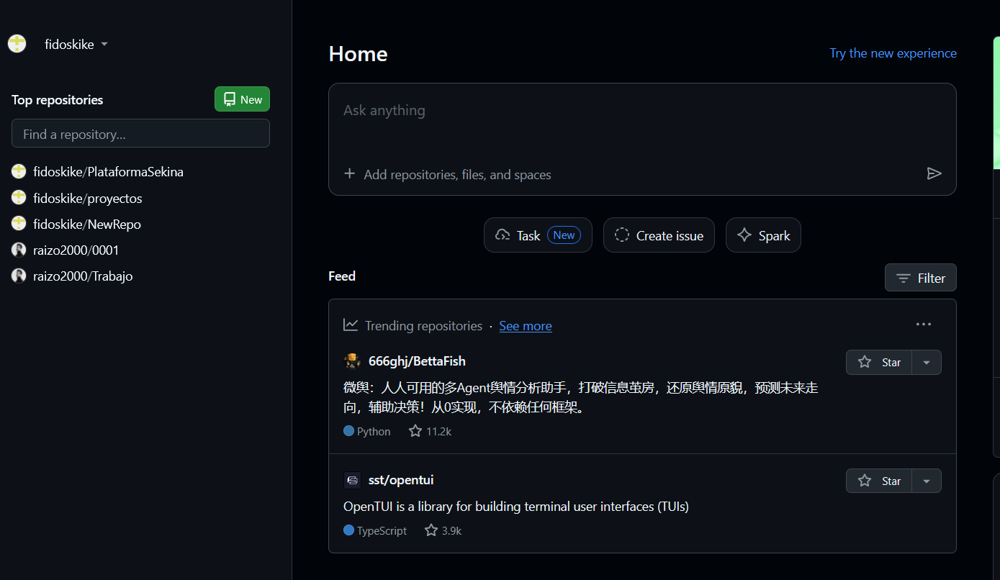 fidoskike
Top repositories
New
Find a repository…
fidoskike/PlataformaSekina
fidoskike/proyectos
fidoskike/NewRepo
raizo2000/0001
raizo2000/Trabajo
Home
Try the new experience
Ask anything
Add repositories, files, and spaces
Task New
Create issue
Spark
Feed
Filter
Trending repositories · See more
666ghj/BettaFish
Star
微舆：人人可用的多Agent舆情分析助手，打破信息茧房，还原舆情原貌，预测未来走
向，辅助决策！从0实现，不依赖任何框架。
Python 11.2k
sst/opentui
Star
OpenTUI is a library for building terminal user interfaces (TUIs)
TypeScript 3.9k